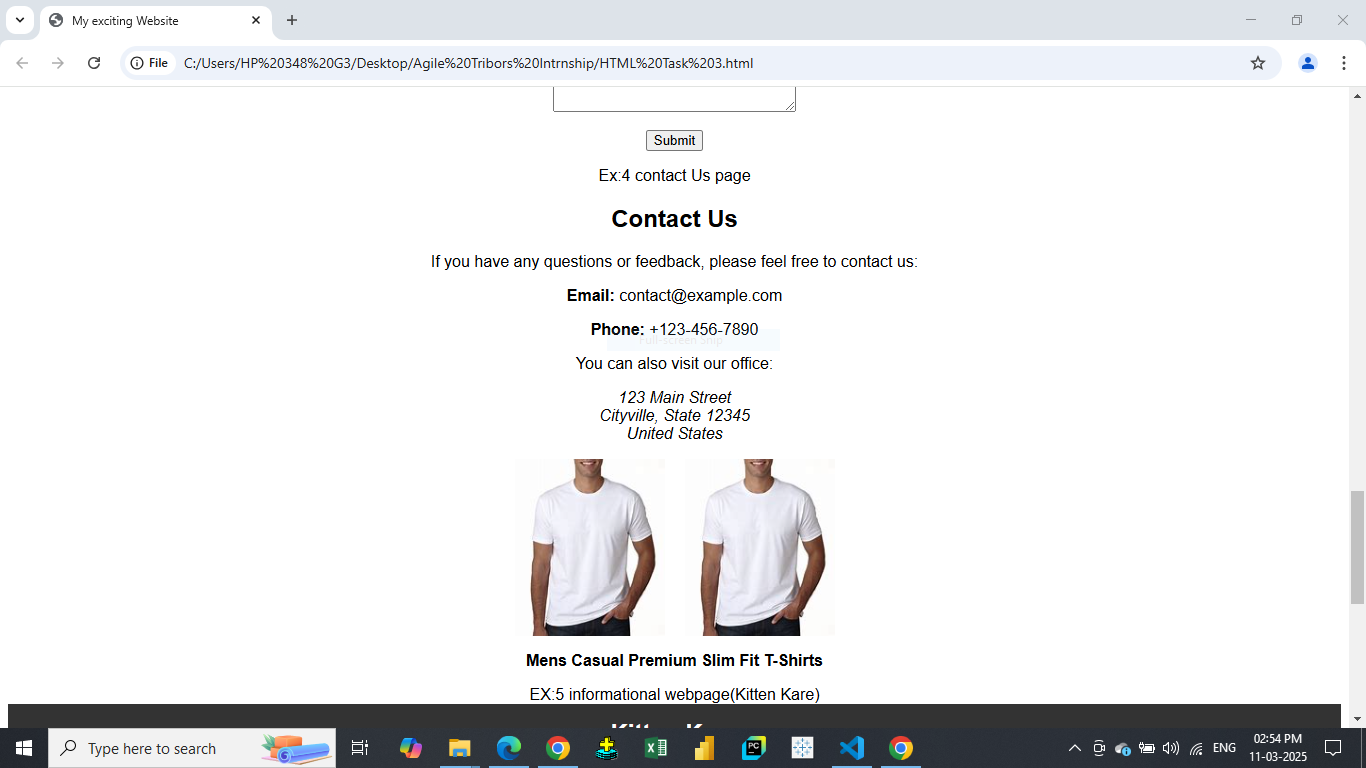 My exciting Website
File
C:/Users/HP%20348%20G3/Desktop/Agile%20Tribors%20Intrnship/HTML%20Task%203.html
Submit
Ex:4 contact Us page
Contact Us
If you have any questions or feedback, please feel free to contact us:
Email: contact@example.com
Phone: +123-456-7890
Full-screen Snip
You can also visit our office:
123 Main Street
Cityville, State 12345
United States
Mens Casual Premium Slim Fit T-Shirts
EX:5 informational webpage(Kitten Kare)
Type here to search
PC
ENG
02:54 PM
11-03-2025